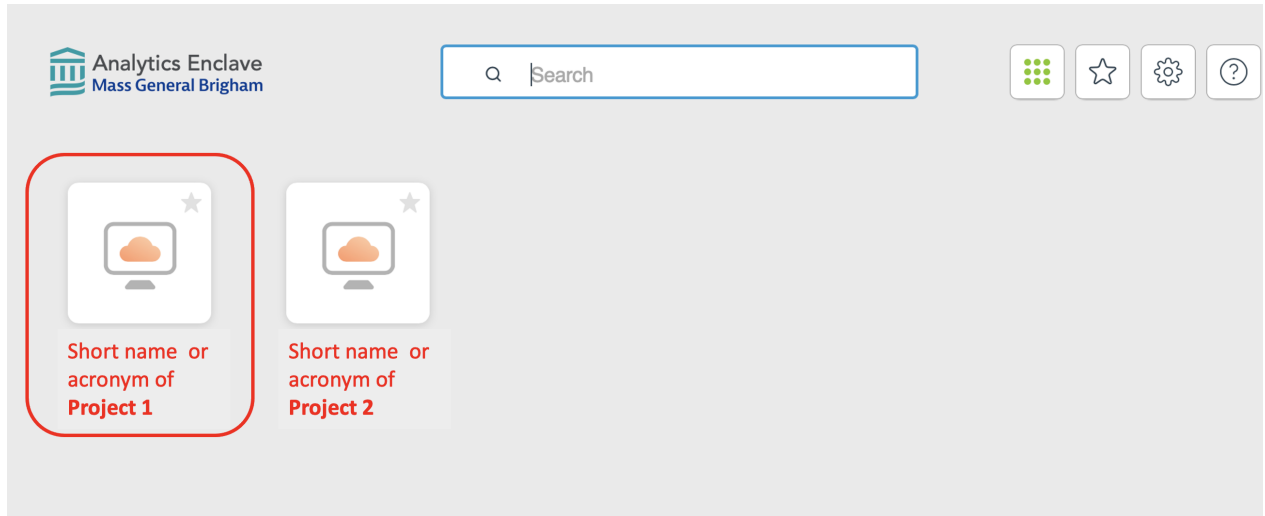 Analytics Enclave
Mass General Brigham
Search
Short name or
acronym of
Project 1
Short name or
acronym of
Project 2